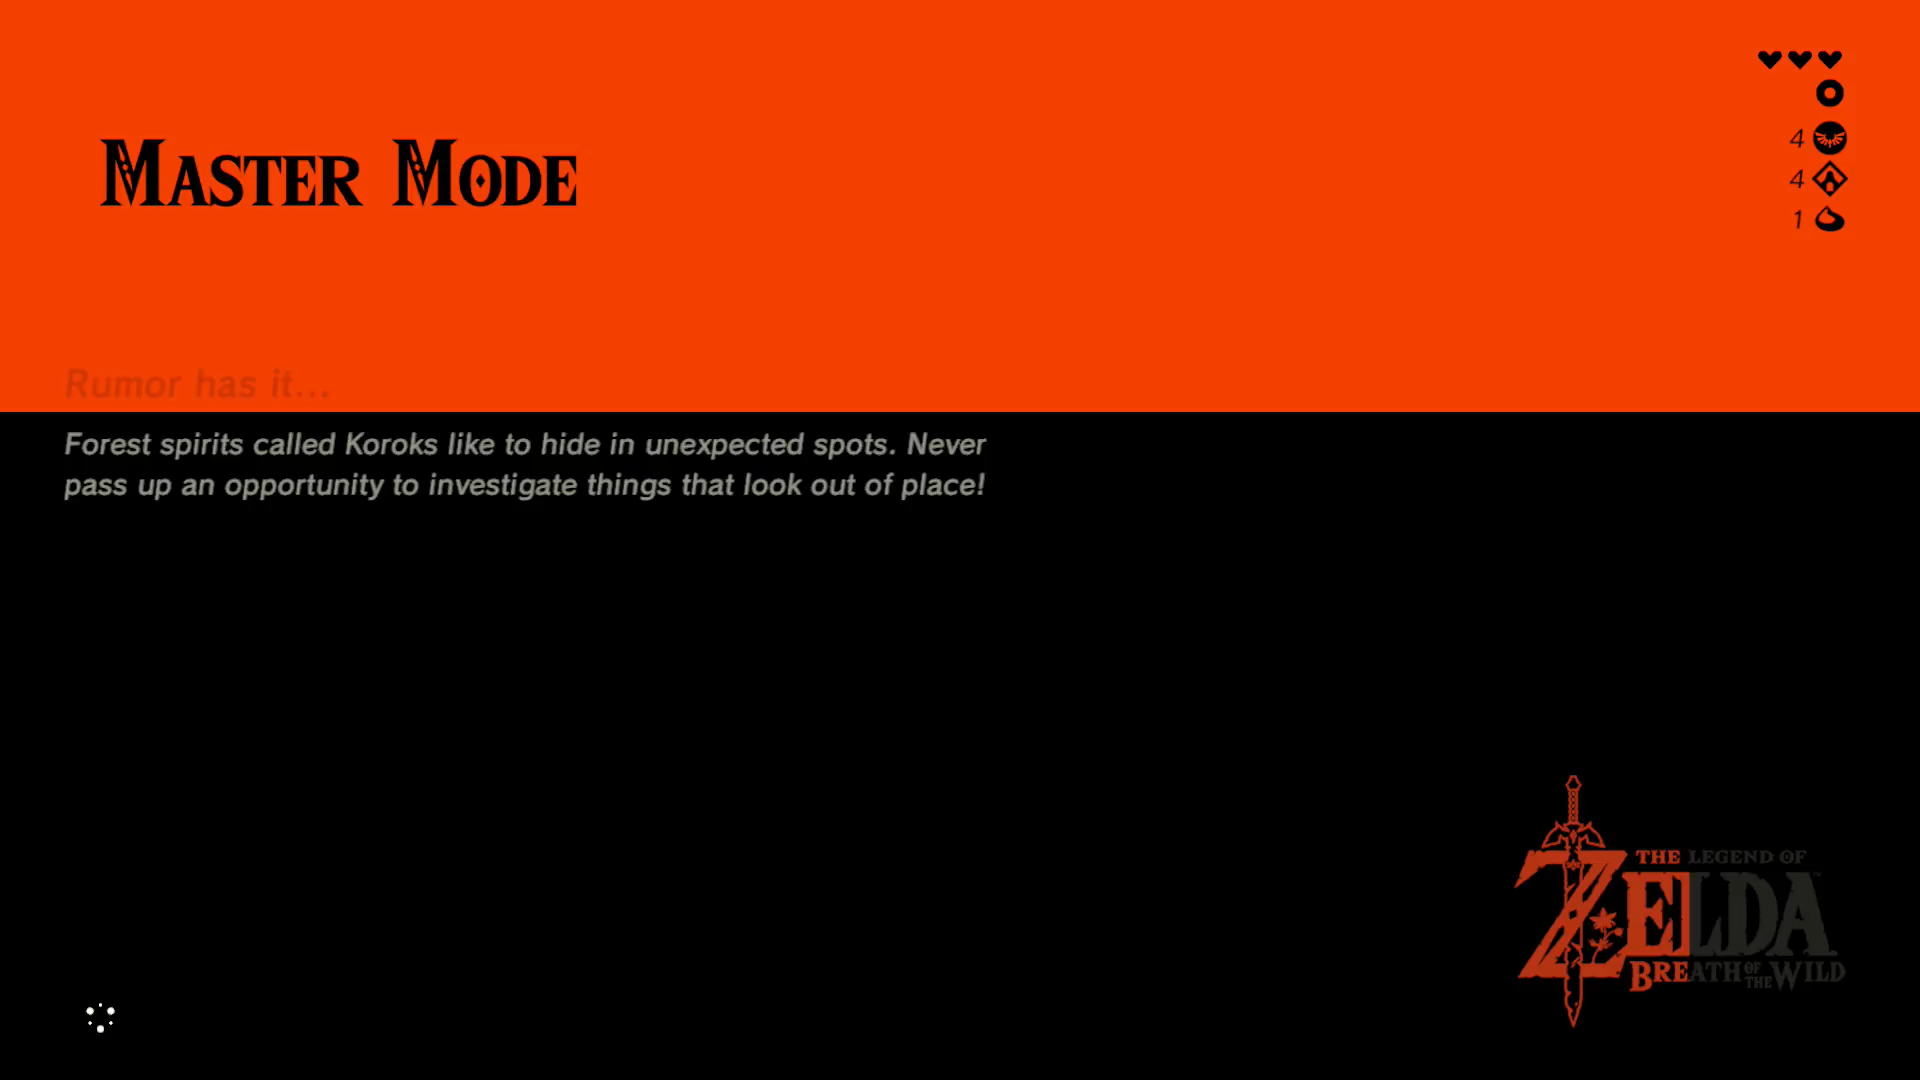 MASTER MODE
4
4
1
Rumor has it...
Forest spirits called Koroks like to hide in unexpected spots. Never
pass up an opportunity to investigate things that look out of place!
THE LEGEND OF
ZELDA
BREATH OF THE WILD